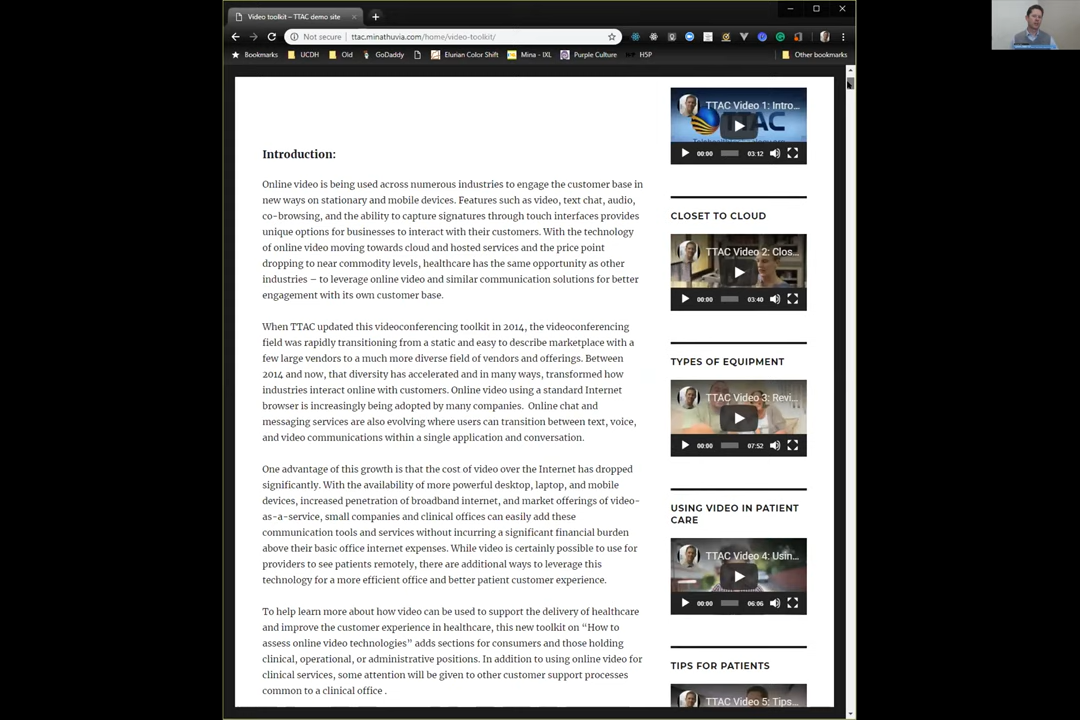 Video toolkit – TTAC demo site
Not secure
ttac.minathuvia.com/home/video-toolkit/
Bookmarks
UCDH
Old
GoDaddy
Elurian Color Shift
Mina - IXL
Purple Culture
H5P
Other bookmarks
Introduction:
Online video is being used across numerous industries to engage the customer base in
new ways on stationary and mobile devices. Features such as video, text chat, audio,
co-browsing, and the ability to capture signatures through touch interfaces provides
unique options for businesses to interact with their customers. With the technology
of online video moving towards cloud and hosted services and the price point
dropping to near commodity levels, healthcare has the same opportunity as other
industries – to leverage online video and similar communication solutions for better
engagement with its own customer base.
When TTAC updated this videoconferencing toolkit in 2014, the videoconferencing
field was rapidly transitioning from a static and easy to describe marketplace with a
few large vendors to a much more diverse field of vendors and offerings. Between
2014 and now, that diversity has accelerated and in many ways, transformed how
industries interact online with customers. Online video using a standard Internet
browser is increasingly being adopted by many companies.  Online chat and
messaging services are also evolving where users can transition between text, voice,
and video communications within a single application and conversation.
One advantage of this growth is that the cost of video over the Internet has dropped
significantly. With the availability of more powerful desktop, laptop, and mobile
devices, increased penetration of broadband internet, and market offerings of video-
as-a-service, small companies and clinical offices can easily add these
communication tools and services without incurring a significant financial burden
above their basic office internet expenses. While video is certainly possible to use for
providers to see patients remotely, there are additional ways to leverage this
technology for a more efficient office and better patient customer experience.
To help learn more about how video can be used to support the delivery of healthcare
and improve the customer experience in healthcare, this new toolkit on “How to
assess online video technologies” adds sections for consumers and those holding
clinical, operational, or administrative positions. In addition to using online video for
clinical services, some attention will be given to other customer support processes
common to a clinical office .
TTAC Video 1: Intro...
TTAC
00:00
03:12
CLOSET TO CLOUD
TTAC Video 2: Clos...
00:00
03:40
TYPES OF EQUIPMENT
TTAC Video 3: Revi...
00:00
07:52
USING VIDEO IN PATIENT
CARE
TTAC Video 4: Usin...
00:00
06:06
TIPS FOR PATIENTS
TTAC Video 5: Tips...